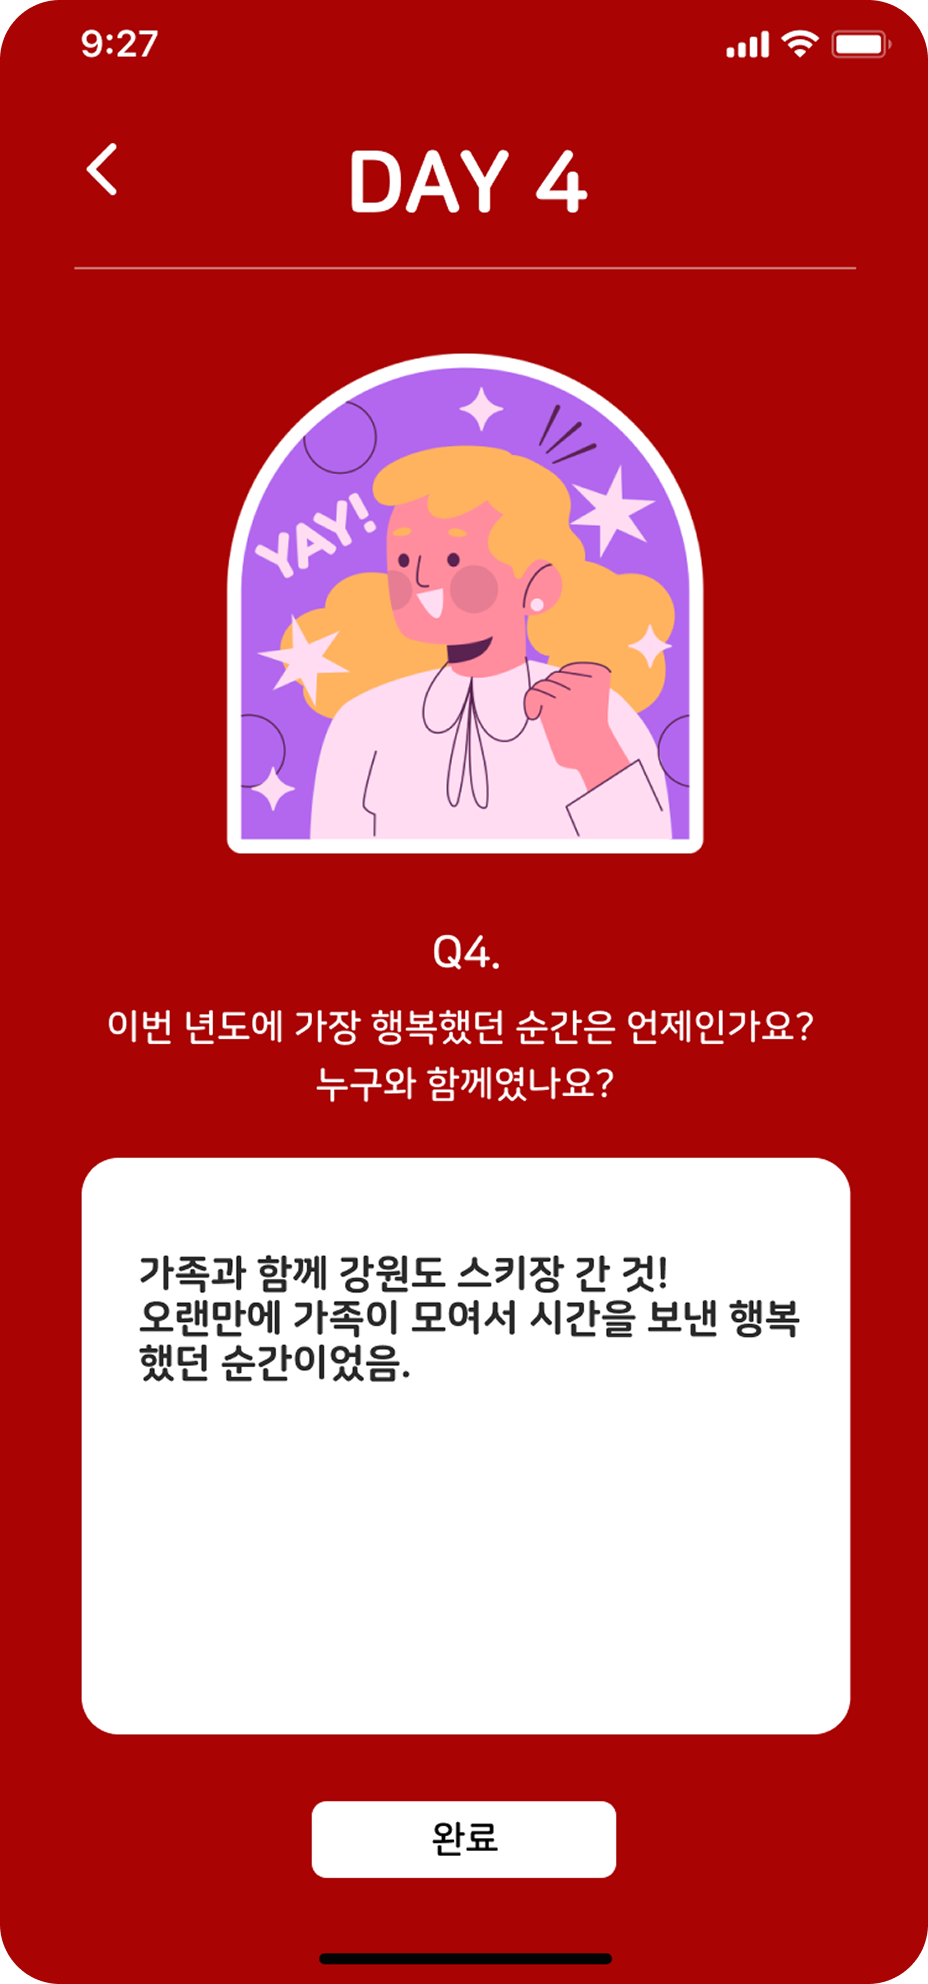 9:27
DAY 4
YAY!
Q4.
이번 년도에 가장 행복했던 순간은 언제인가요?
누구와 함께였나요?
가족과 함께 강원도 스키장 간 것!
오랜만에 가족이 모여서 시간을 보낸 행복
했던 순간이었음.
완료